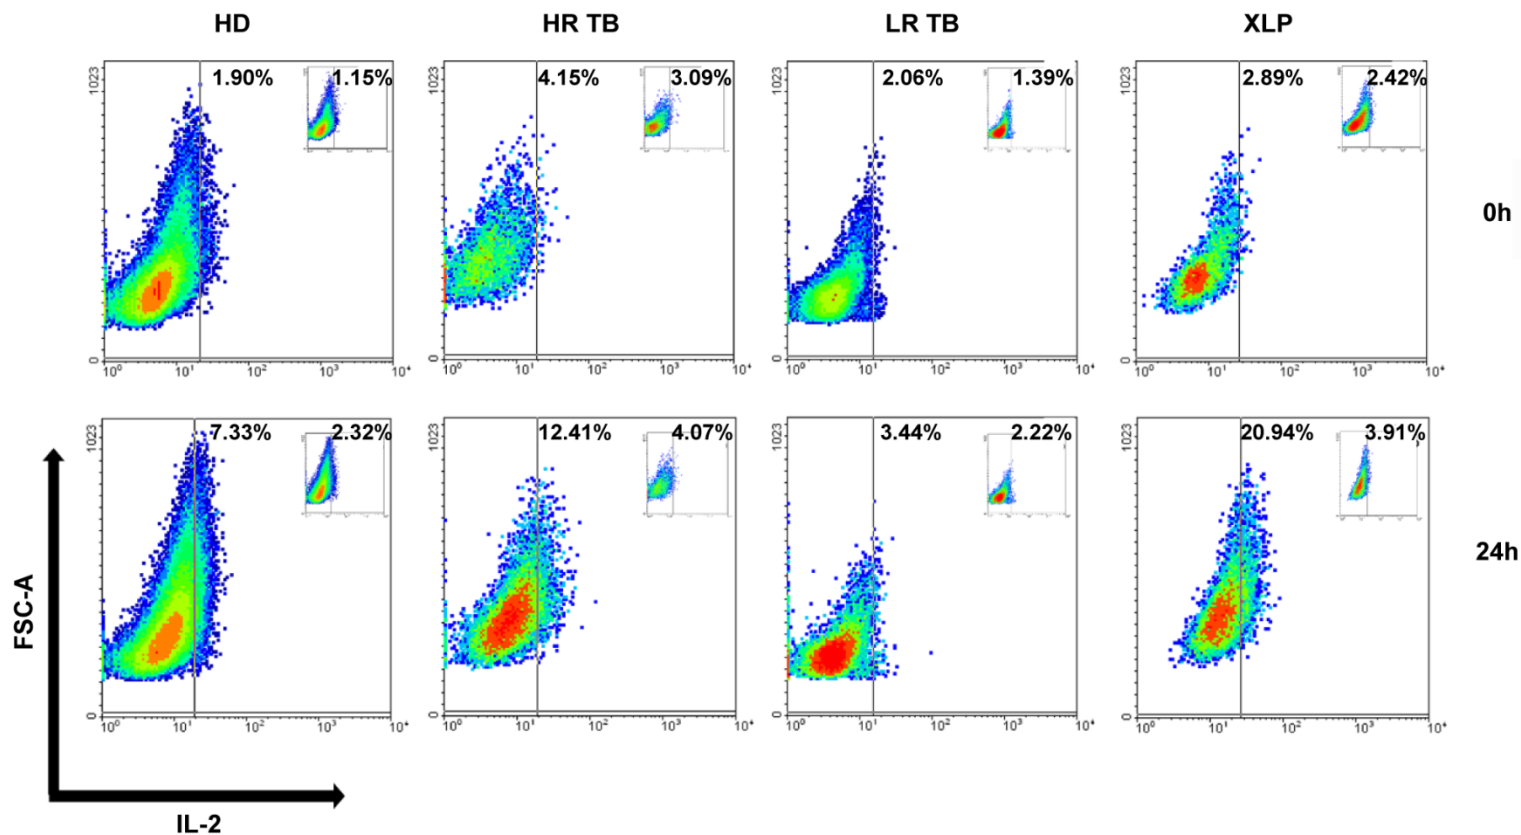 HD HR TB LR TB XLP
1023 1.90% 1.15% 1023 4.15% 3.09% 1023 2.06% 1.39% 1023 2.89% 2.42%
0h
0 0 0 0
10⁰ 10¹ 10² 10³ 10⁴ 10⁰ 10¹ 10² 10³ 10⁴ 10⁰ 10¹ 10² 10³ 10⁴ 10⁰ 10¹ 10² 10³ 10⁴
1023 7.33% 2.32% 1023 12.41% 4.07% 1023 3.44% 2.22% 1023 20.94% 3.91%
24h
0 0 0 0
10⁰ 10¹ 10² 10³ 10⁴ 10⁰ 10¹ 10² 10³ 10⁴ 10⁰ 10¹ 10² 10³ 10⁴ 10⁰ 10¹ 10² 10³ 10⁴
FSC-A
IL-2